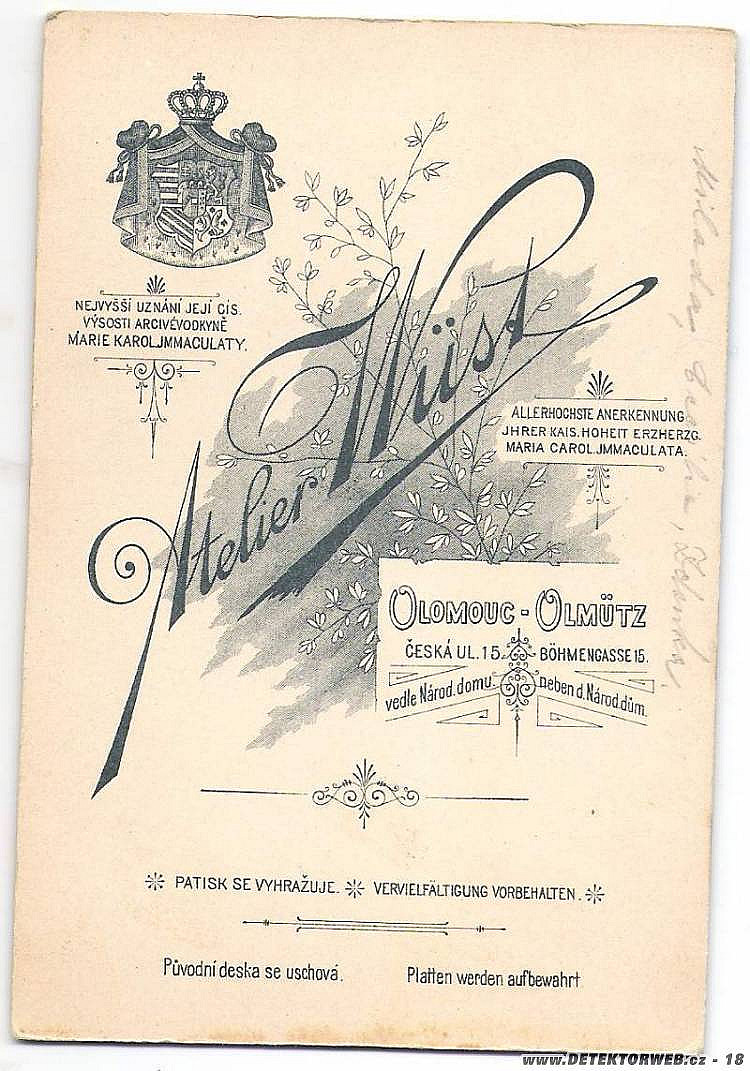 NEJVYŠŠÍ UZNÁNÍ JEJÍ CÍS.
VÝSOSTI ARCIVÉVODKYNĚ
MARIE KAROL.JMMACULATY.
Atelier Wüst
ALLERHÖCHSTE ANERKENNUNG
JHRER KAIS. HOHEIT ERZHERZG.
MARIA CAROL. JMMACULATA.
OLOMOUC - OLMÜTZ
ČESKÁ UL. 15. BÖHMENGASSE 15.
vedle Národ. domu. neben d. Národ. dům.
PATISK SE VYHRAŽUJE. VERVIELFÄLTIGUNG VORBEHALTEN.
Původní deska se uschová. Platten werden aufbewahrt
www.DETEKTORWEB.cz - 18